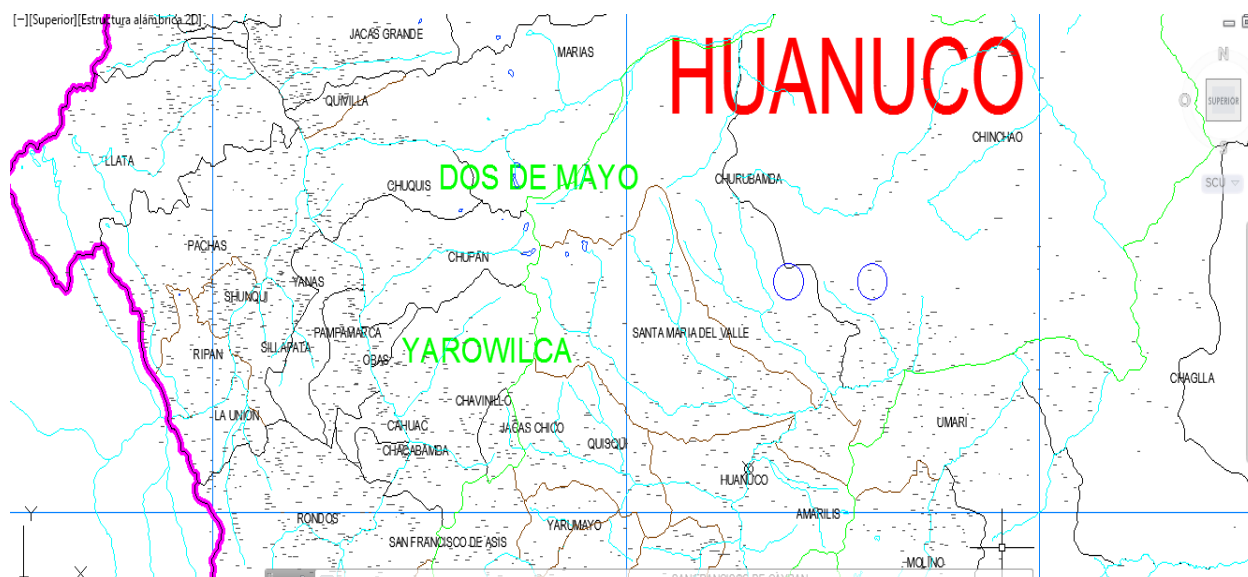 [−][Superior][Estructura alámbrica 2D]
JACAS GRANDE
MARIAS
HUANUCO
N
QUIVILLA
O
SUPERIOR
CHINCHAO
S
LLATA
DOS DE MAYO
CHUQUIS
CHURUBAMBA
SCU
PACHAS
CHUPAN
YANAS
SHUNQUI
PAMPAMARCA
SANTA MARIA DEL VALLE
SILLAPATA
YAROWILCA
RIPAN
OBAS
CHAGLLA
CHAVINILLO
LA UNION
CAHUAC
JACAS CHICO
UMARI
QUISQU
CHACABAMBA
HUANUCO
Y
RONDOS
YARUMAYO
AMARILIS
SAN FRANCISCO DE ASIS
MOLINO
X